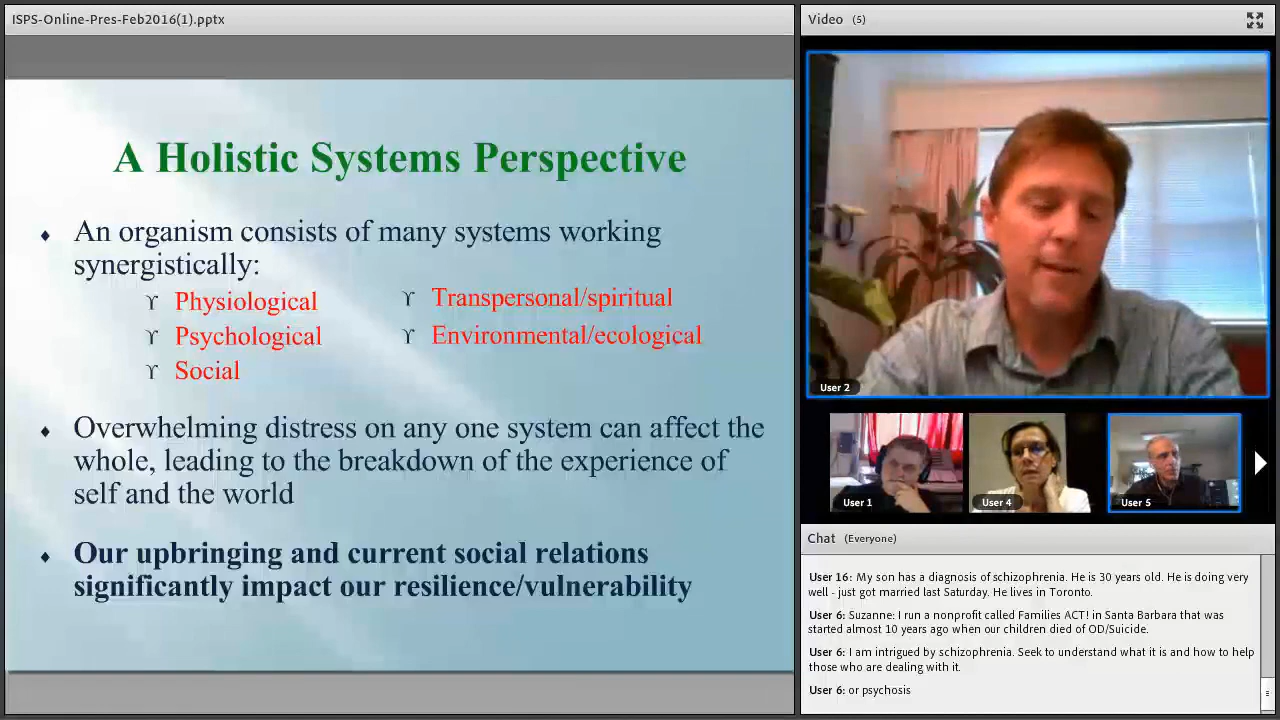 ISPS-Online-Pres-Feb2016(1).pptx
A Holistic Systems Perspective
An organism consists of many systems working
synergistically:
Physiological
Psychological
Social
Transpersonal/spiritual
Environmental/ecological
Overwhelming distress on any one system can affect the
whole, leading to the breakdown of the experience of
self and the world
Our upbringing and current social relations
significantly impact our resilience/vulnerability
Video (5)
User 2
User 1
User 4
User 5
Chat (Everyone)
User 16: My son has a diagnosis of schizophrenia. He is 30 years old. He is doing very
well - just got married last Saturday. He lives in Toronto.
User 6: Suzanne: I run a nonprofit called Families ACT! in Santa Barbara that was
started almost 10 years ago when our children died of OD/Suicide.
User 6: I am intrigued by schizophrenia. Seek to understand what it is and how to help
those who are dealing with it.
User 6: or psychosis